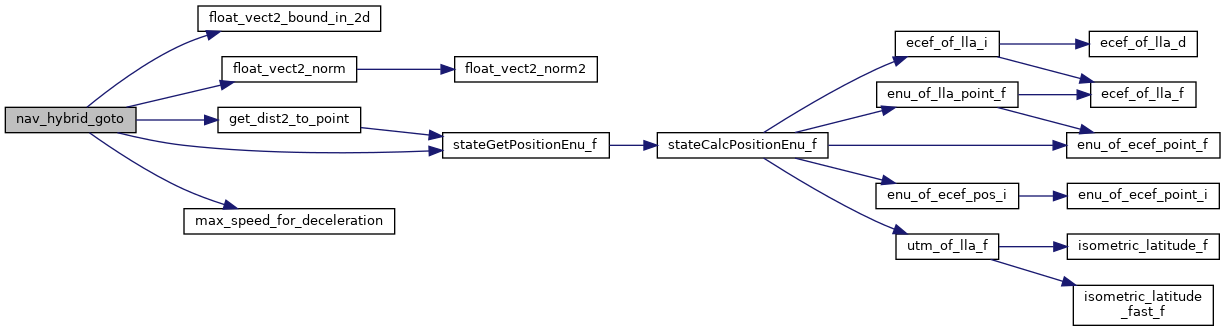 float_vect2_bound_in_2d
ecef_of_lla_i
ecef_of_lla_d
float_vect2_norm
float_vect2_norm2
enu_of_lla_point_f
ecef_of_lla_f
nav_hybrid_goto
get_dist2_to_point
stateGetPositionEnu_f
stateCalcPositionEnu_f
enu_of_ecef_point_f
enu_of_ecef_pos_i
enu_of_ecef_point_i
max_speed_for_deceleration
utm_of_lla_f
isometric_latitude_f
isometric_latitude
_fast_f